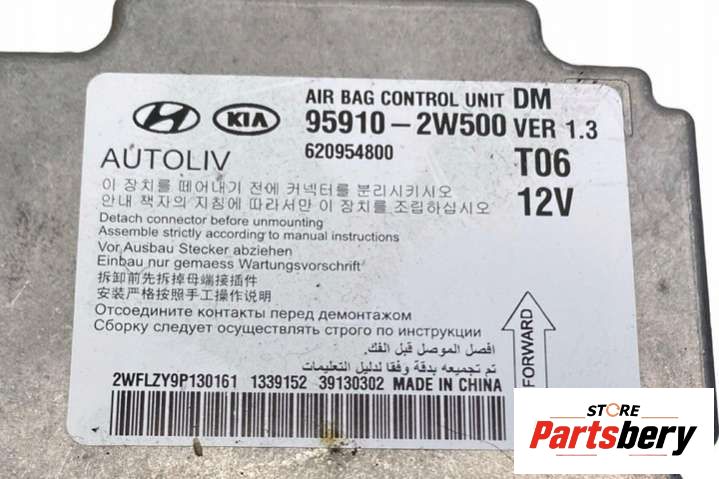 HYUNDAI KIA AIR BAG CONTROL UNIT DM
95910-2W500 VER 1.3
AUTOLIV 620954800 T06
12V
이 장치를 떼어내기 전에 커넥터를 분리시키시오
안내 책자의 지침에 따라서만 이 장치를 조립하십시오
Detach connector before unmounting
Assemble strictly according to manual instructions
Vor Ausbau Stecker abziehen
Einbau nur gemaess Wartungsvorschrift
拆卸前先拆掉母端接插件
安装严格按照手工操作说明
Отсоедините контакты перед демонтажом
Сборку следует осуществлять строго по инструкции
افصل الموصل قبل الفك.
تم تجميعه بدقة وفقا لدليل التعليمات
FORWARD
2WFLZY9P130161 1339152 39130302 MADE IN CHINA
STORE
Partsbery